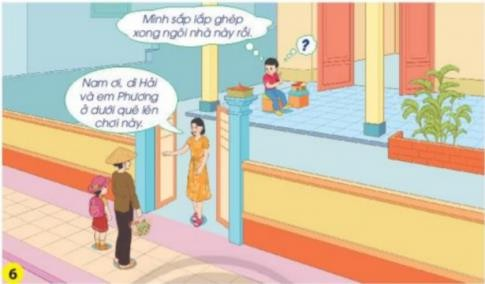 Mình sắp lắp ghép
xong ngôi nhà này rồi.
?
Nam ơi, dì Hải
và em Phương
ở dưới quê lên
chơi này.
6